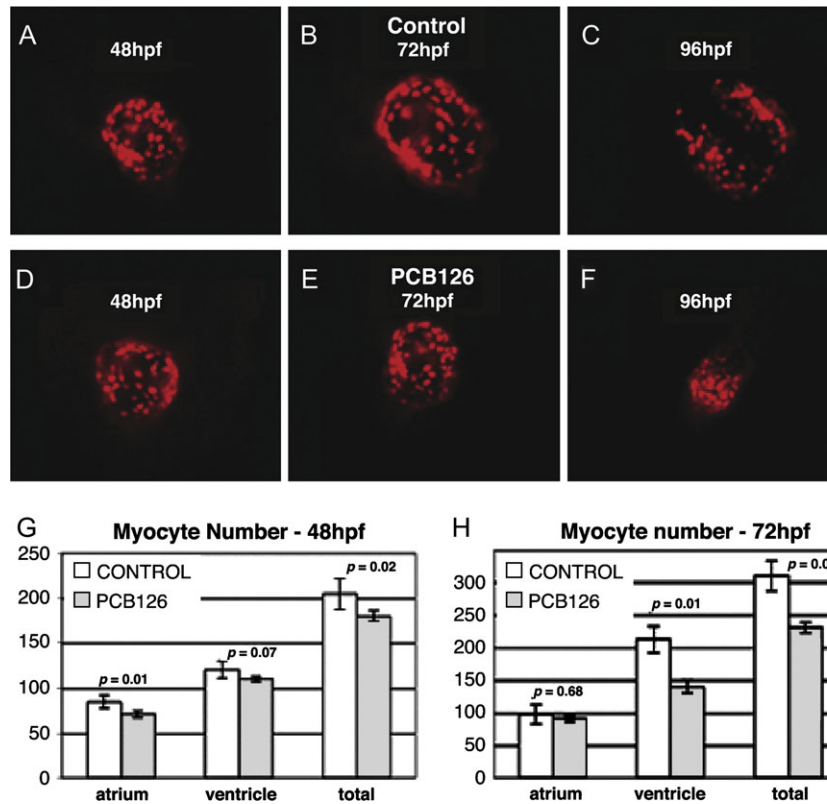 A
48hpf
B
Control
72hpf
C
96hpf
D
48hpf
E
PCB126
72hpf
F
96hpf
G
Myocyte Number - 48hpf
250
200
150
100
50
0
CONTROL
PCB126
p = 0.01
p = 0.07
p = 0.02
atrium
ventricle
total
H
Myocyte number - 72hpf
300
250
200
150
100
50
0
CONTROL
PCB126
p = 0.68
p = 0.01
atrium
ventricle
total